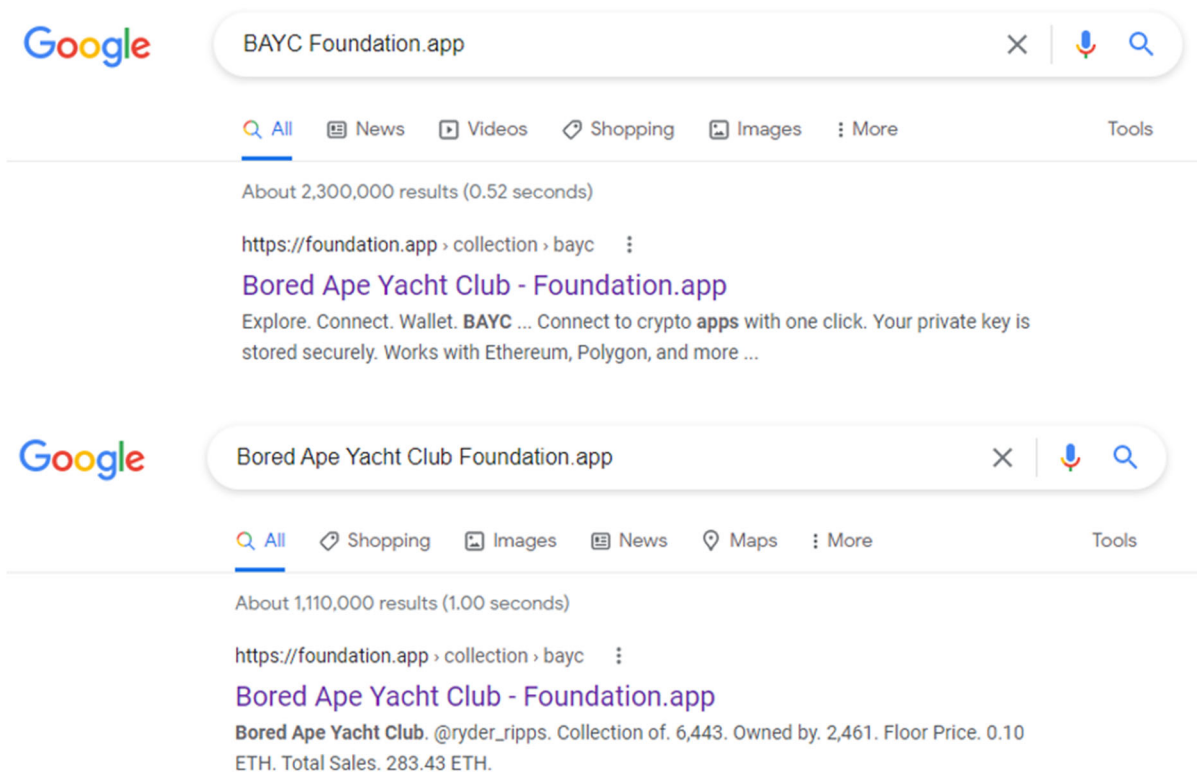 Google
BAYC Foundation.app
All News Videos Shopping Images More Tools
About 2,300,000 results (0.52 seconds)
https://foundation.app › collection › bayc
Bored Ape Yacht Club - Foundation.app
Explore. Connect. Wallet. BAYC ... Connect to crypto apps with one click. Your private key is
stored securely. Works with Ethereum, Polygon, and more ...
Google
Bored Ape Yacht Club Foundation.app
All Shopping Images News Maps More Tools
About 1,110,000 results (1.00 seconds)
https://foundation.app › collection › bayc
Bored Ape Yacht Club - Foundation.app
Bored Ape Yacht Club. @ryder_ripps. Collection of. 6,443. Owned by. 2,461. Floor Price. 0.10
ETH. Total Sales. 283.43 ETH.